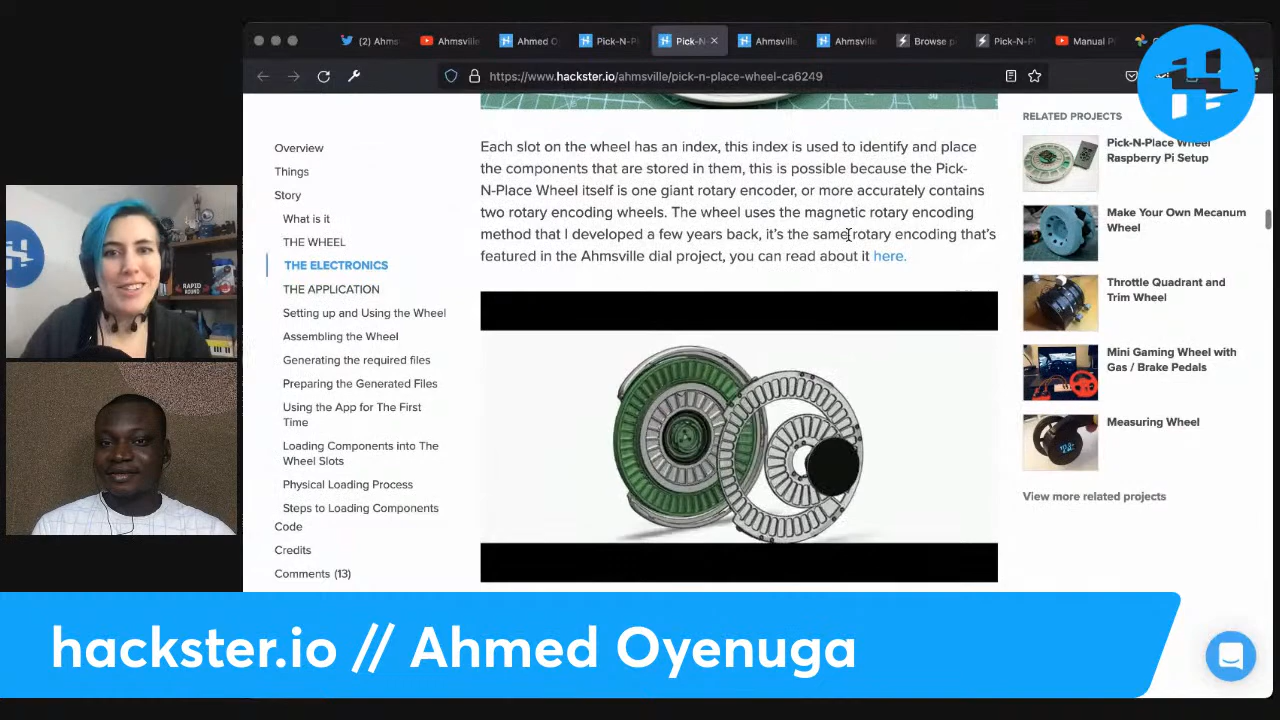 (2) Ahms
Ahmsville
Ahmed O
Pick-N-P
Pick-N-
Ahmsville
Ahmsville
Browse p
Pick-N-P
Manual P
https://www.hackster.io/ahmsville/pick-n-place-wheel-ca6249
Overview
Things
Story
What is it
THE WHEEL
THE ELECTRONICS
THE APPLICATION
Setting up and Using the Wheel
Assembling the Wheel
Generating the required files
Preparing the Generated Files
Using the App for The First
Time
Loading Components into The
Wheel Slots
Physical Loading Process
Steps to Loading Components
Code
Credits
Comments (13)
Each slot on the wheel has an index, this index is used to identify and place
the components that are stored in them, this is possible because the Pick-
N-Place Wheel itself is one giant rotary encoder, or more accurately contains
two rotary encoding wheels. The wheel uses the magnetic rotary encoding
method that I developed a few years back, it's the same rotary encoding that's
featured in the Ahmsville dial project, you can read about it here.
RELATED PROJECTS
Pick-N-Place Wheel
Raspberry Pi Setup
Make Your Own Mecanum
Wheel
Throttle Quadrant and
Trim Wheel
Mini Gaming Wheel with
Gas / Brake Pedals
Measuring Wheel
View more related projects
RAPID
ROUND
hackster.io // Ahmed Oyenuga